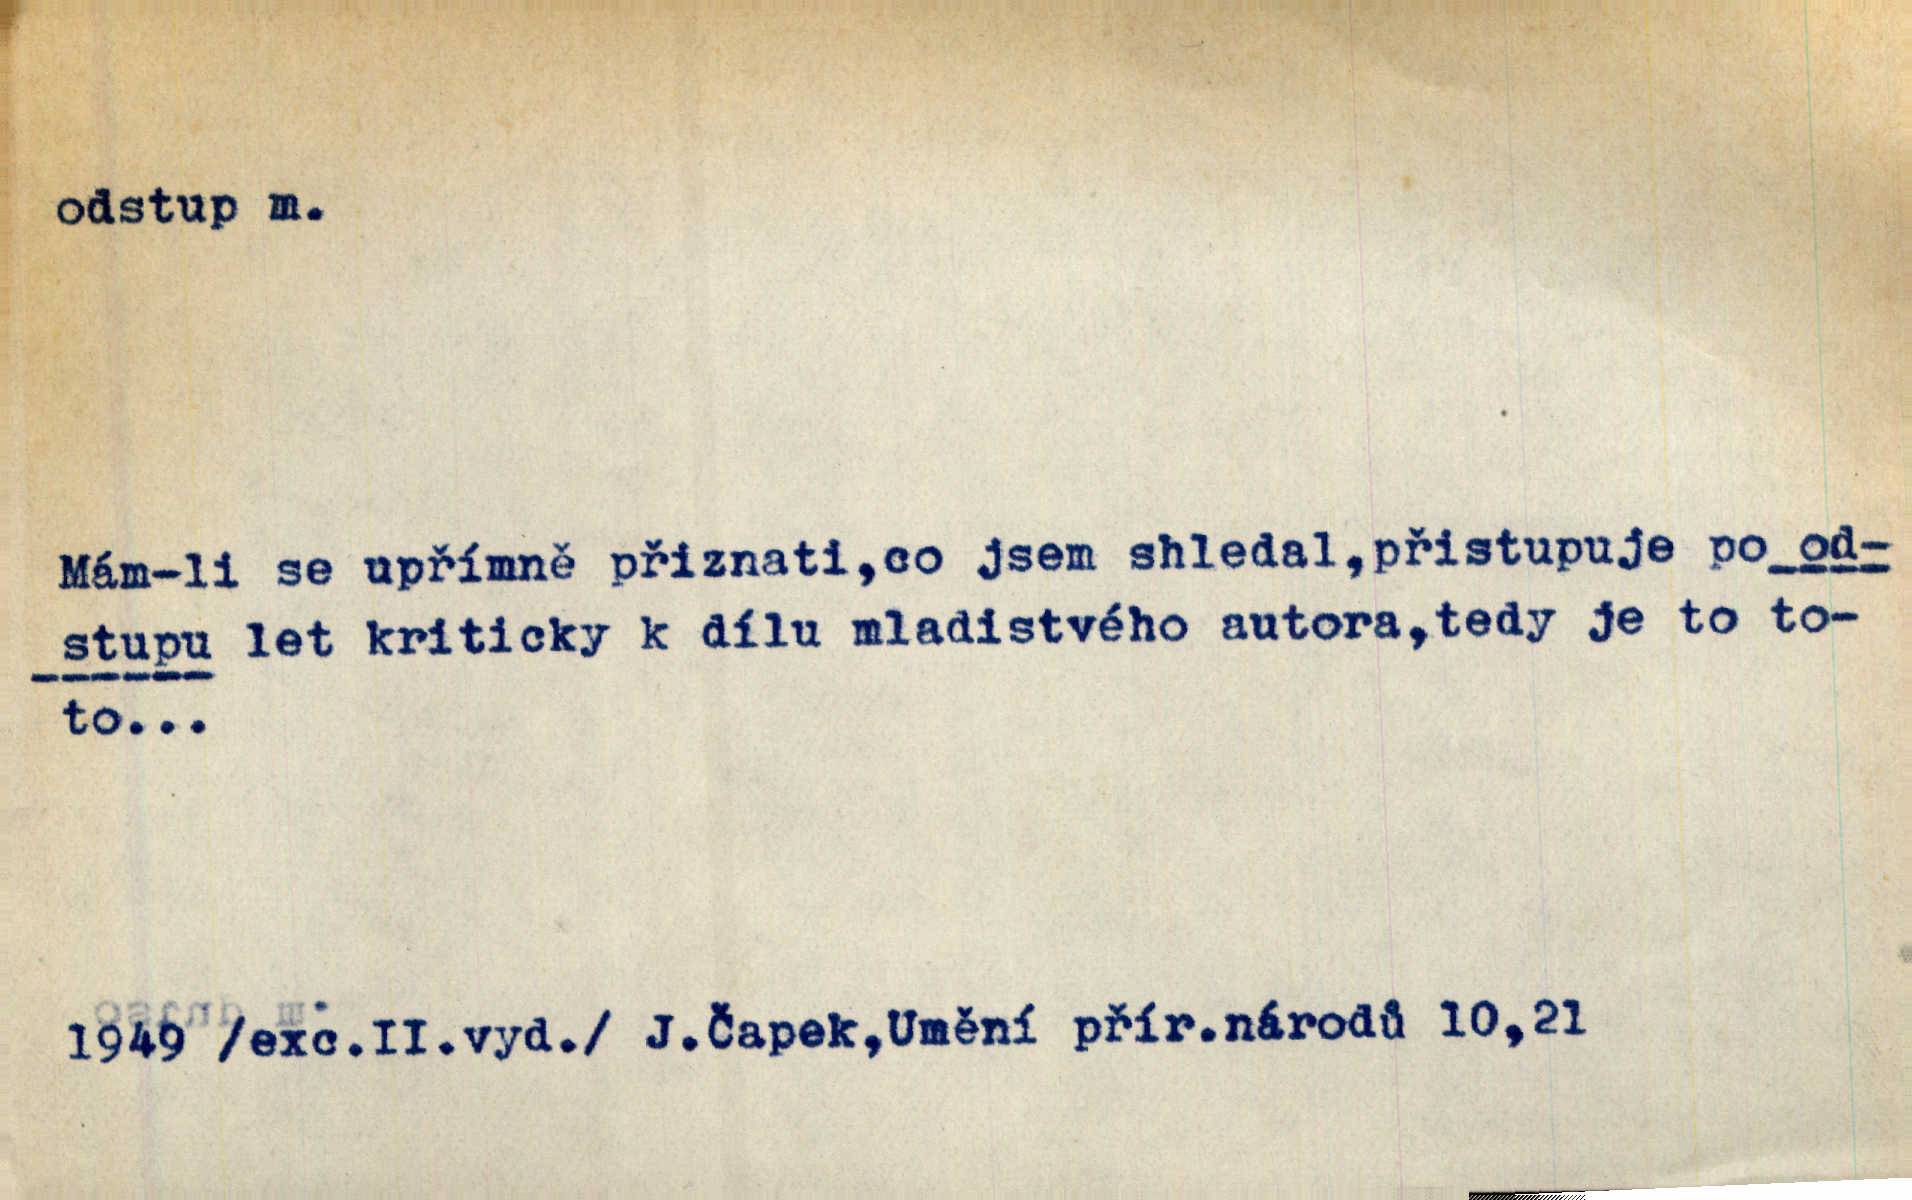 odstup m.
Mám-li se upřímně přiznati,co jsem shledal,přistupuje po od-
stupu let kriticky k dílu mladistvého autora,tedy je to to-
to...
1949 /exc.II.vyd./ J.Čapek,Umění přír.národů 10,21